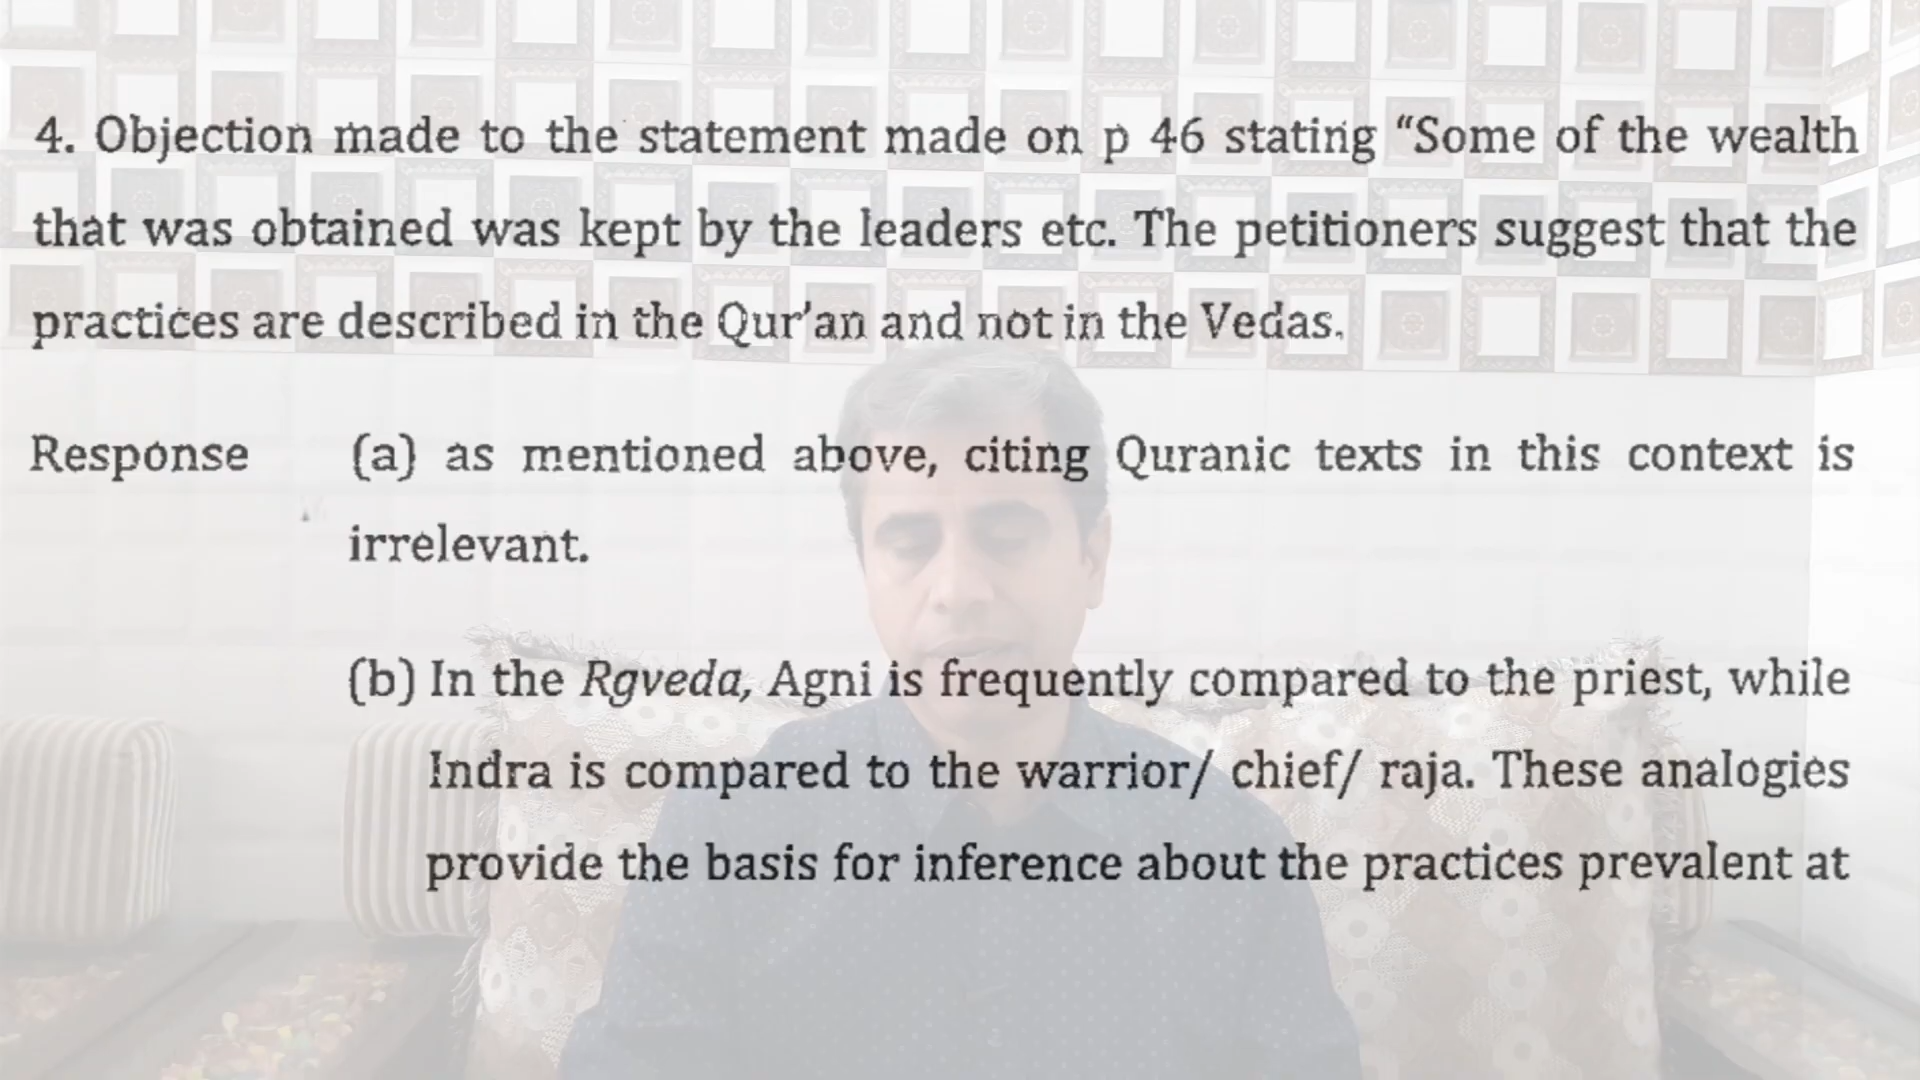 4. Objection made to the statement made on p 46 stating “Some of the wealth
that was obtained was kept by the leaders etc. The petitioners suggest that the
practices are described in the Qur’an and not in the Vedas.
Response (a) as mentioned above, citing Quranic texts in this context is
irrelevant.
(b) In the Rgveda, Agni is frequently compared to the priest, while
Indra is compared to the warrior/ chief/ raja. These analogies
provide the basis for inference about the practices prevalent at